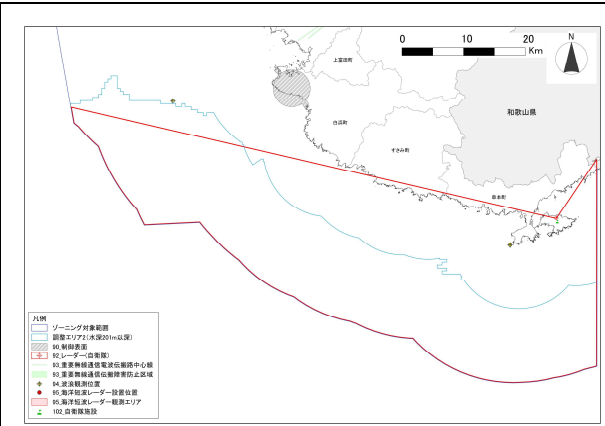 0 10 20
Km
N
上富田町
和歌山県
白浜町
すさみ町
串本町
凡例
ゾーニング対象範囲
調整エリア2(水深201m以深)
90_制御表面
92_レーダー(自衛隊)
93_重要無線通信電波伝搬路中心線
93_重要無線通信伝搬障害防止区域
94_波浪観測位置
95_海洋短波レーダー設置位置
95_海洋短波レーダー観測エリア
102_自衛隊施設